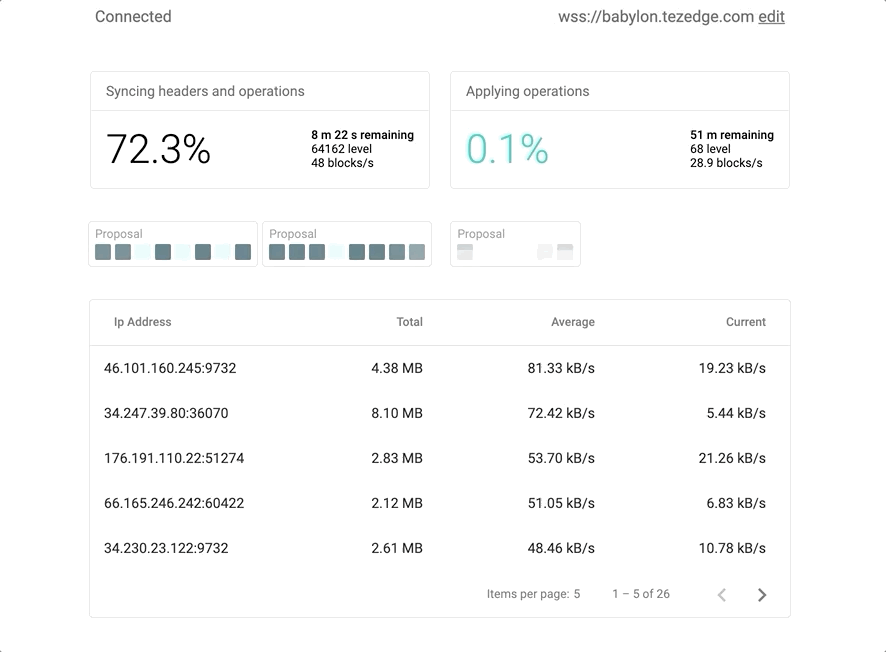 Connected
wss://babylon.tezedge.com edit
Syncing headers and operations
72.3%
8 m 22 s remaining
64162 level
48 blocks/s
Applying operations
0.1%
51 m remaining
68 level
28.9 blocks/s
Proposal
Proposal
Proposal
Ip Address Total Average Current
46.101.160.245:9732 4.38 MB 81.33 kB/s 19.23 kB/s
34.247.39.80:36070 8.10 MB 72.42 kB/s 5.44 kB/s
176.191.110.22:51274 2.83 MB 53.70 kB/s 21.26 kB/s
66.165.246.242:60422 2.12 MB 51.05 kB/s 6.83 kB/s
34.230.23.122:9732 2.61 MB 48.46 kB/s 10.78 kB/s
Items per page: 5 1 – 5 of 26